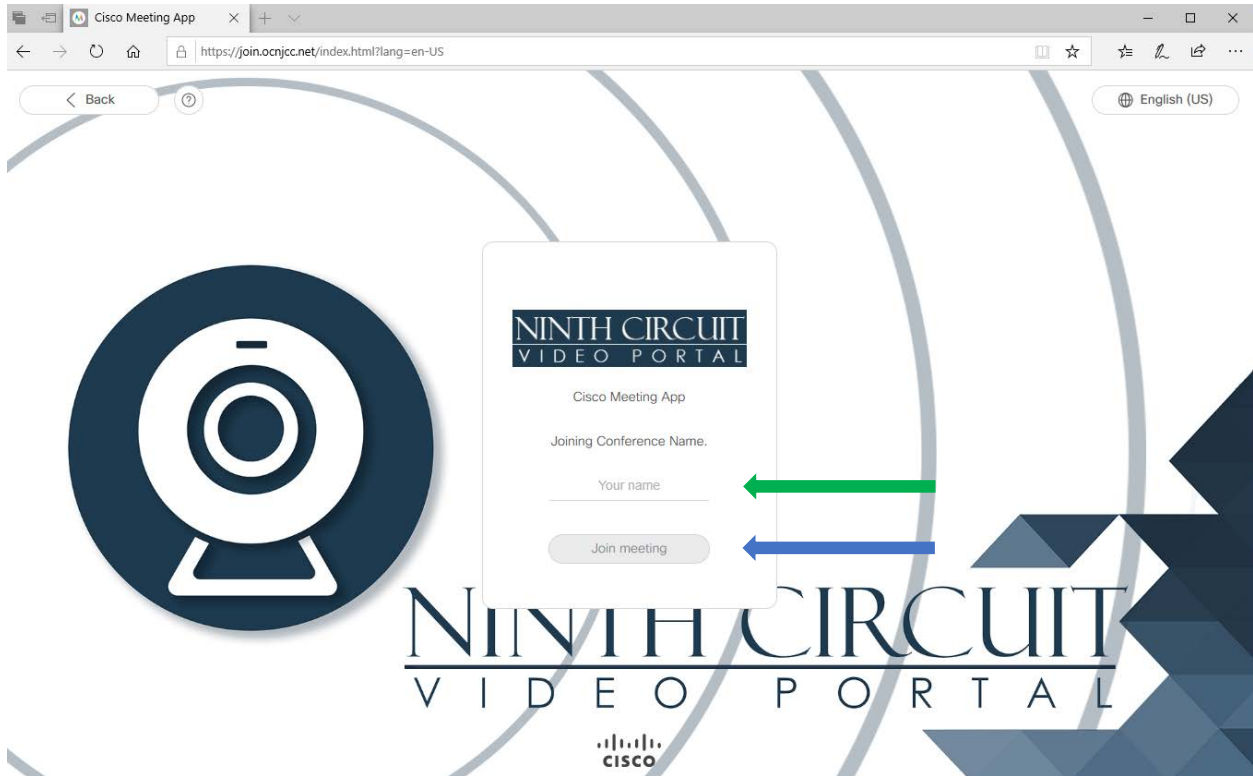 Cisco Meeting App
https://join.ocnjcc.net/index.html?lang=en-US
Back
English (US)
NINTH CIRCUIT
VIDEO PORTAL
Cisco Meeting App
Joining Conference Name.
Your name
Join meeting
NINTH CIRCUIT
VIDEO PORTAL
CISCO